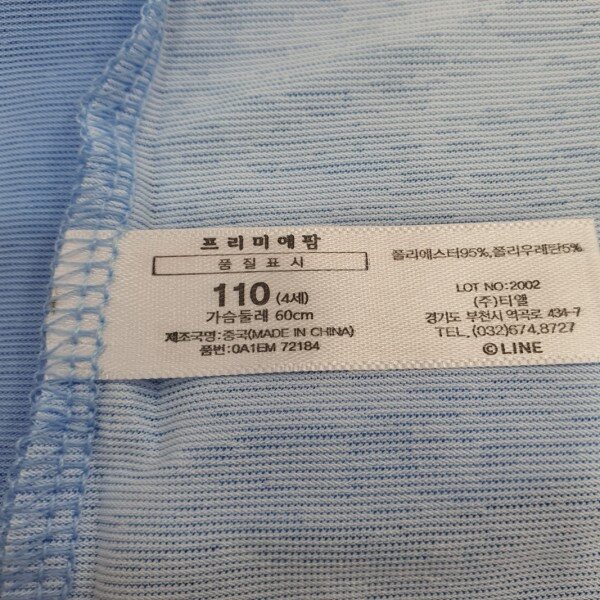 프리미에팜
품질표시
110 (4세)
가슴둘레 60cm
제조국명:중국(MADE IN CHINA)
품번:0A1EM 72184
폴리에스터95%,폴리우레탄5%
LOT NO:2002
(주)티엘
경기도 부천시 역곡로 434-7
TEL.(032)674.8727
©LINE